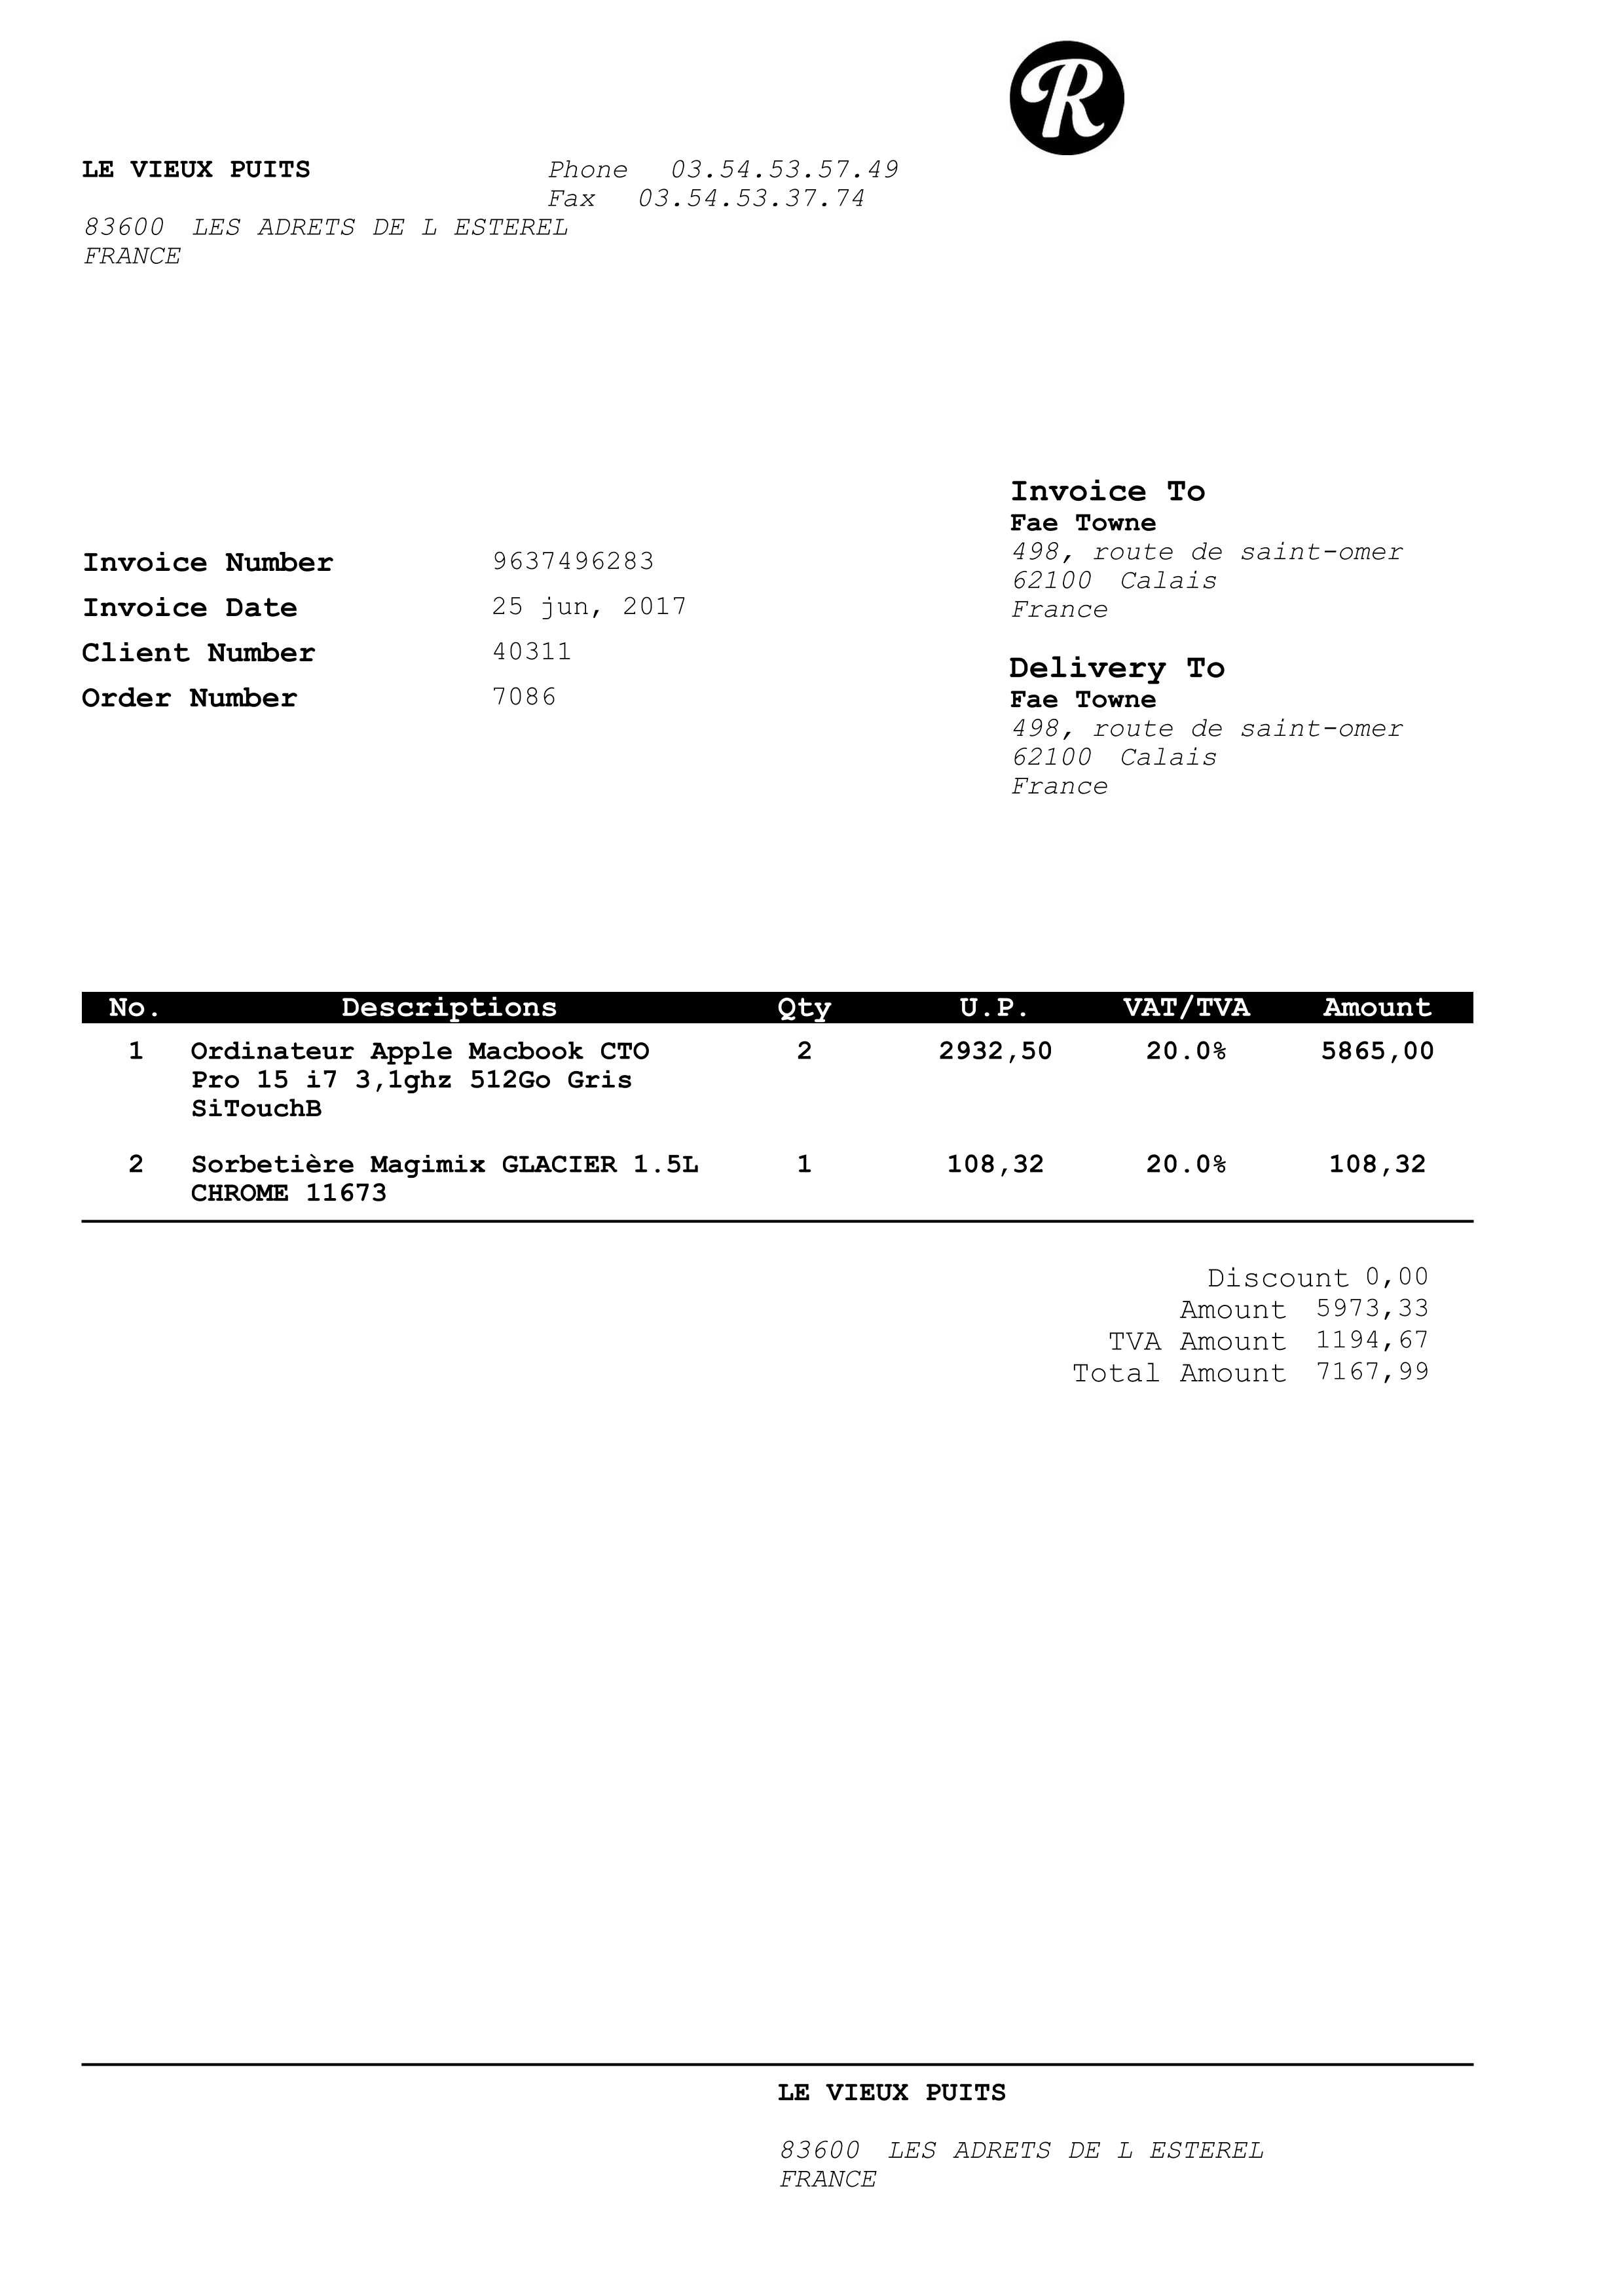 R
LE VIEUX PUITS
Phone 03.54.53.57.49
Fax 03.54.53.37.74
83600 LES ADRETS DE L ESTEREL
FRANCE
Invoice To
Fae Towne
498, route de saint-omer
62100 Calais
France
Invoice Number 9637496283
Invoice Date 25 jun, 2017
Client Number 40311
Order Number 7086
Delivery To
Fae Towne
498, route de saint-omer
62100 Calais
France
No. Descriptions Qty U.P. VAT/TVA Amount
1 Ordinateur Apple Macbook CTO 2 2932,50 20.0% 5865,00
Pro 15 i7 3,1ghz 512Go Gris
SiTouchB
2 Sorbetière Magimix GLACIER 1.5L 1 108,32 20.0% 108,32
CHROME 11673
Discount 0,00
Amount 5973,33
TVA Amount 1194,67
Total Amount 7167,99
LE VIEUX PUITS
83600 LES ADRETS DE L ESTEREL
FRANCE